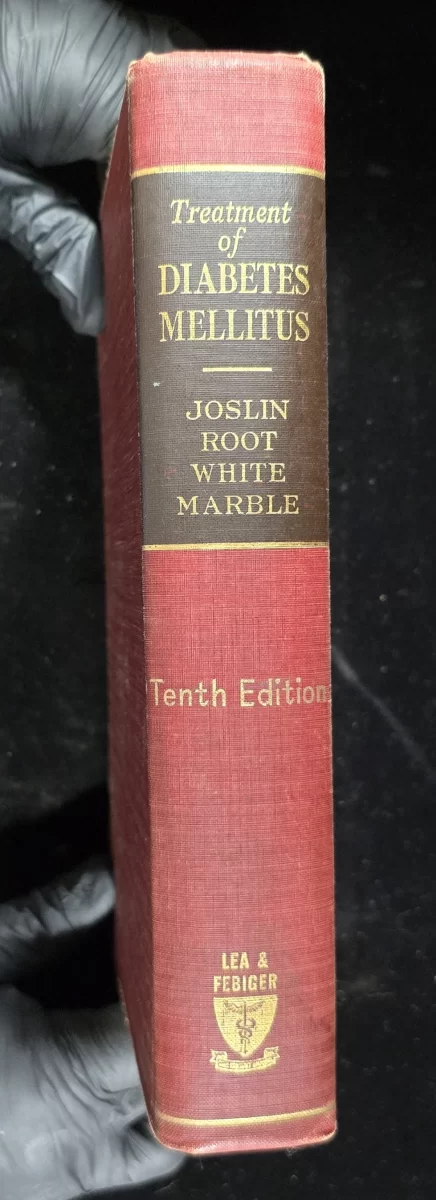 Treatment
of
DIABETES
MELLITUS
JOSLIN
ROOT
WHITE
MARBLE
Tenth Edition
LEA &
FEBIGER